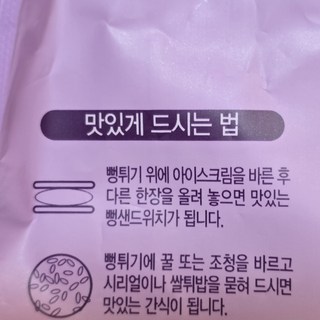 맛있게 드시는 법
뻥튀기 위에 아이스크림을 바른 후
다른 한장을 올려 놓으면 맛있는
뻥샌드위치가 됩니다.
뻥튀기에 꿀 또는 조청을 바르고
시리얼이나 쌀튀밥을 묻혀 드시면
맛있는 간식이 됩니다.